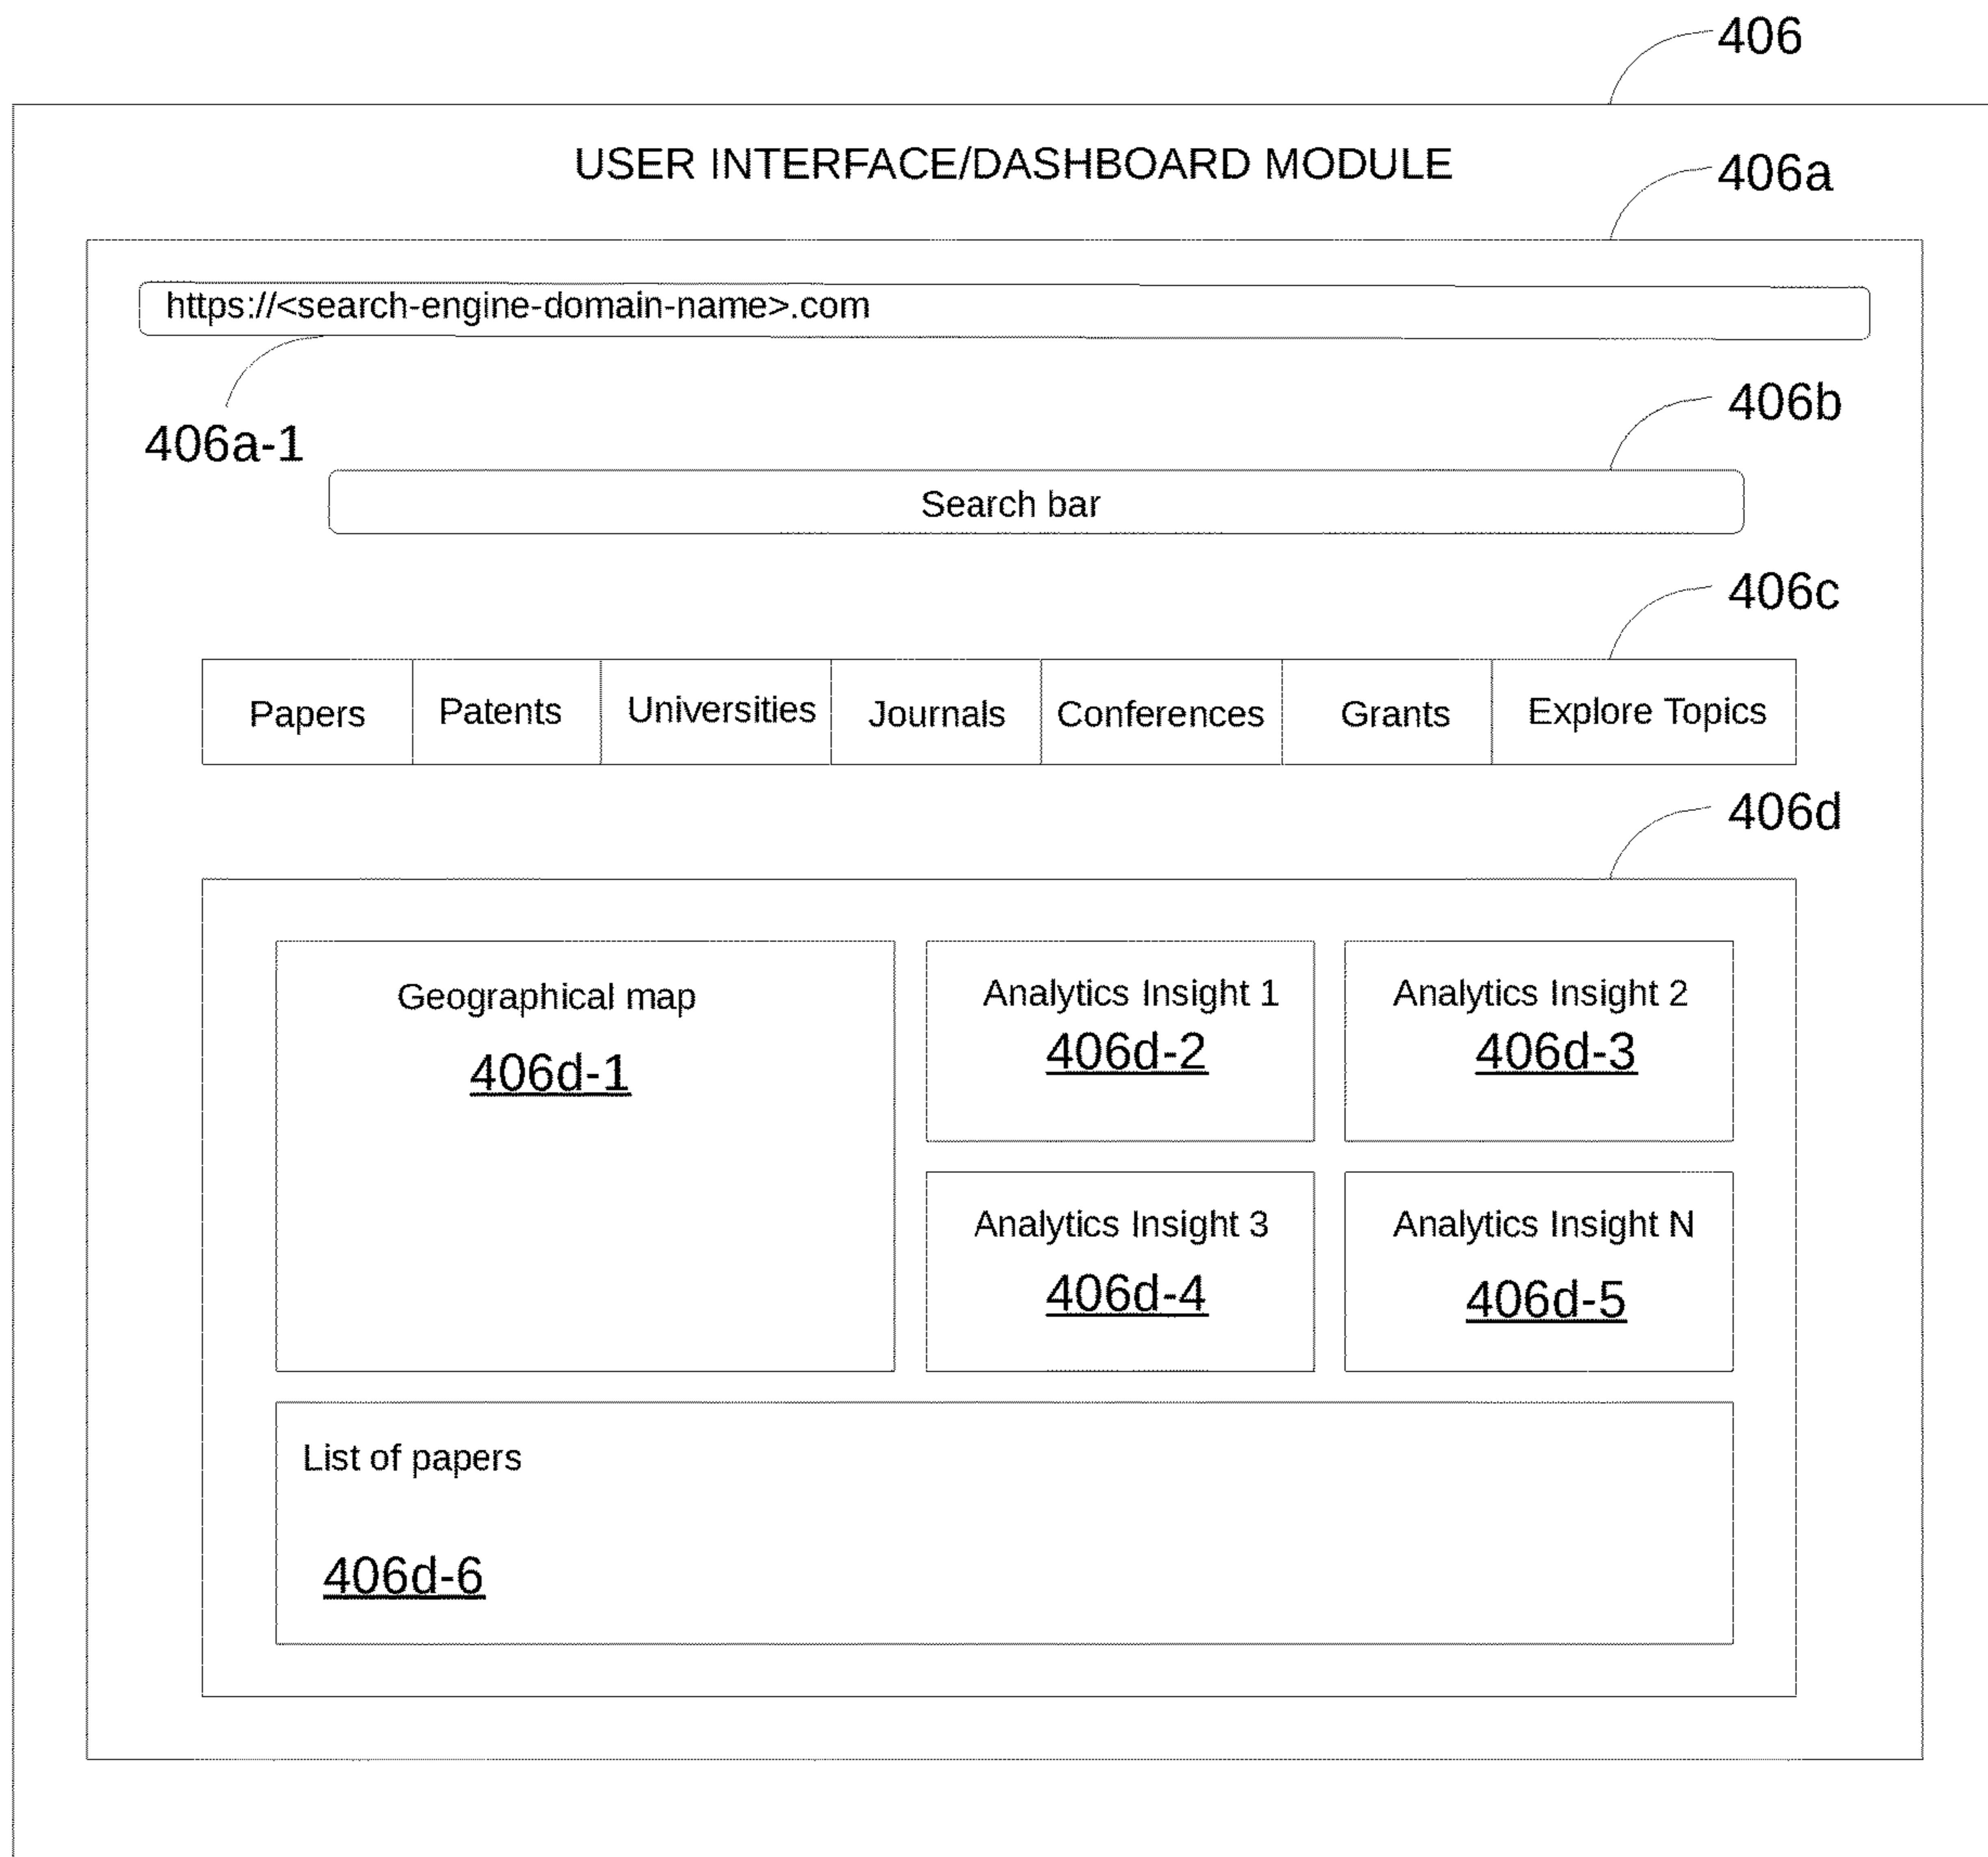 406
USER INTERFACE/DASHBOARD MODULE
406a
https://<search-engine-domain-name>.com
406a-1
406b
Search bar
406c
Papers Patents Universities Journals Conferences Grants Explore Topics
406d
Geographical map
406d-1
Analytics Insight 1
406d-2
Analytics Insight 2
406d-3
Analytics Insight 3
406d-4
Analytics Insight N
406d-5
List of papers
406d-6